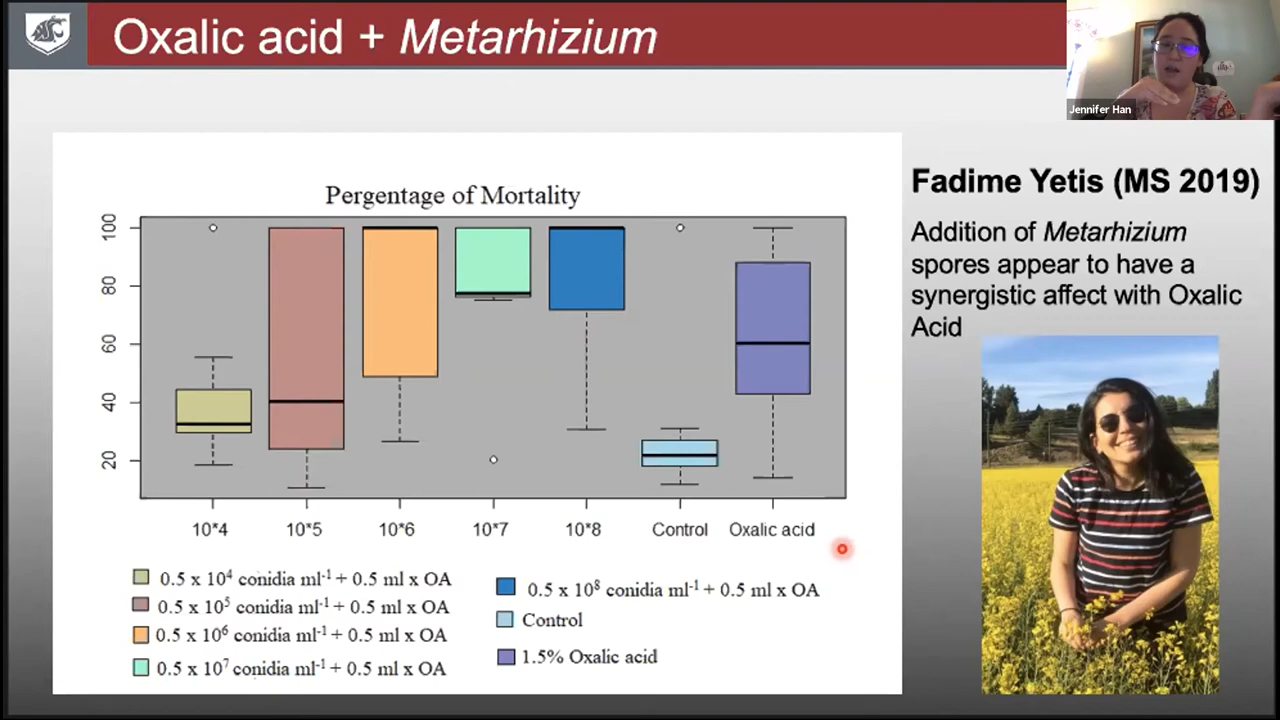 Oxalic acid + Metarhizium
Jennifer Han
Pergentage of Mortality
100
80
60
40
20
10*4 10*5 10*6 10*7 10*8 Control Oxalic acid
0.5 x 10⁴ conidia ml⁻¹ + 0.5 ml x OA
0.5 x 10⁵ conidia ml⁻¹ + 0.5 ml x OA
0.5 x 10⁶ conidia ml⁻¹ + 0.5 ml x OA
0.5 x 10⁷ conidia ml⁻¹ + 0.5 ml x OA
0.5 x 10⁸ conidia ml⁻¹ + 0.5 ml x OA
Control
1.5% Oxalic acid
Fadime Yetis (MS 2019)
Addition of Metarhizium
spores appear to have a
synergistic affect with Oxalic
Acid